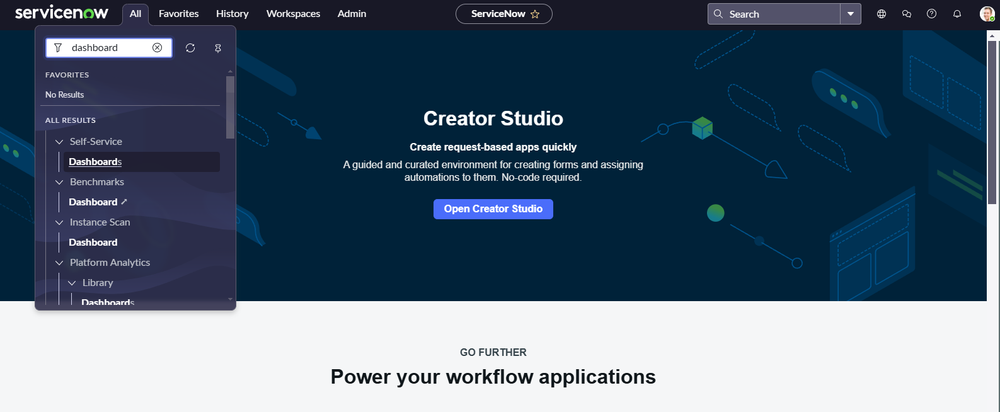 servicenow
All
Favorites
History
Workspaces
Admin
ServiceNow
Search
dashboard
FAVORITES
No Results
ALL RESULTS
Self-Service
Dashboards
Benchmarks
Dashboard
Instance Scan
Dashboard
Platform Analytics
Library
Dashboards
Creator Studio
Create request-based apps quickly
A guided and curated environment for creating forms and assigning
automations to them. No-code required.
Open Creator Studio
GO FURTHER
Power your workflow applications